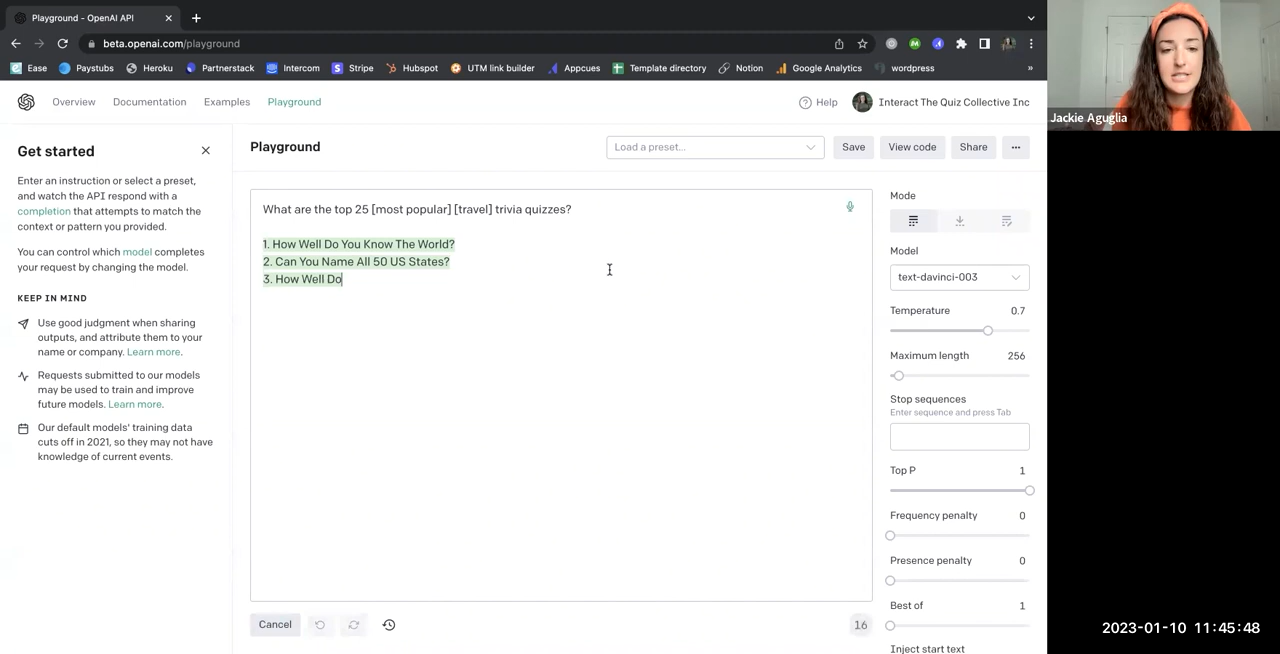 Playground - OpenAI API
beta.openai.com/playground
Ease
Paystubs
Heroku
Partnerstack
Intercom
Stripe
Hubspot
UTM link builder
Appcues
Template directory
Notion
Google Analytics
wordpress
»
Overview
Documentation
Examples
Playground
Help
Interact The Quiz Collective Inc
Jackie Aguglia
Get started
Enter an instruction or select a preset,
and watch the API respond with a
completion that attempts to match the
context or pattern you provided.
You can control which model completes
your request by changing the model.
KEEP IN MIND
Use good judgment when sharing
outputs, and attribute them to your
name or company. Learn more.
Requests submitted to our models
may be used to train and improve
future models. Learn more.
Our default models' training data
cuts off in 2021, so they may not have
knowledge of current events.
Playground
Load a preset...
Save
View code
Share
...
What are the top 25 [most popular] [travel] trivia quizzes?
1. How Well Do You Know The World?
2. Can You Name All 50 US States?
3. How Well Do
Cancel
16
Mode
Model
text-davinci-003
Temperature 0.7
Maximum length 256
Stop sequences
Enter sequence and press Tab
Top P 1
Frequency penalty 0
Presence penalty 0
Best of 1
Inject start text
2023-01-10 11:45:48